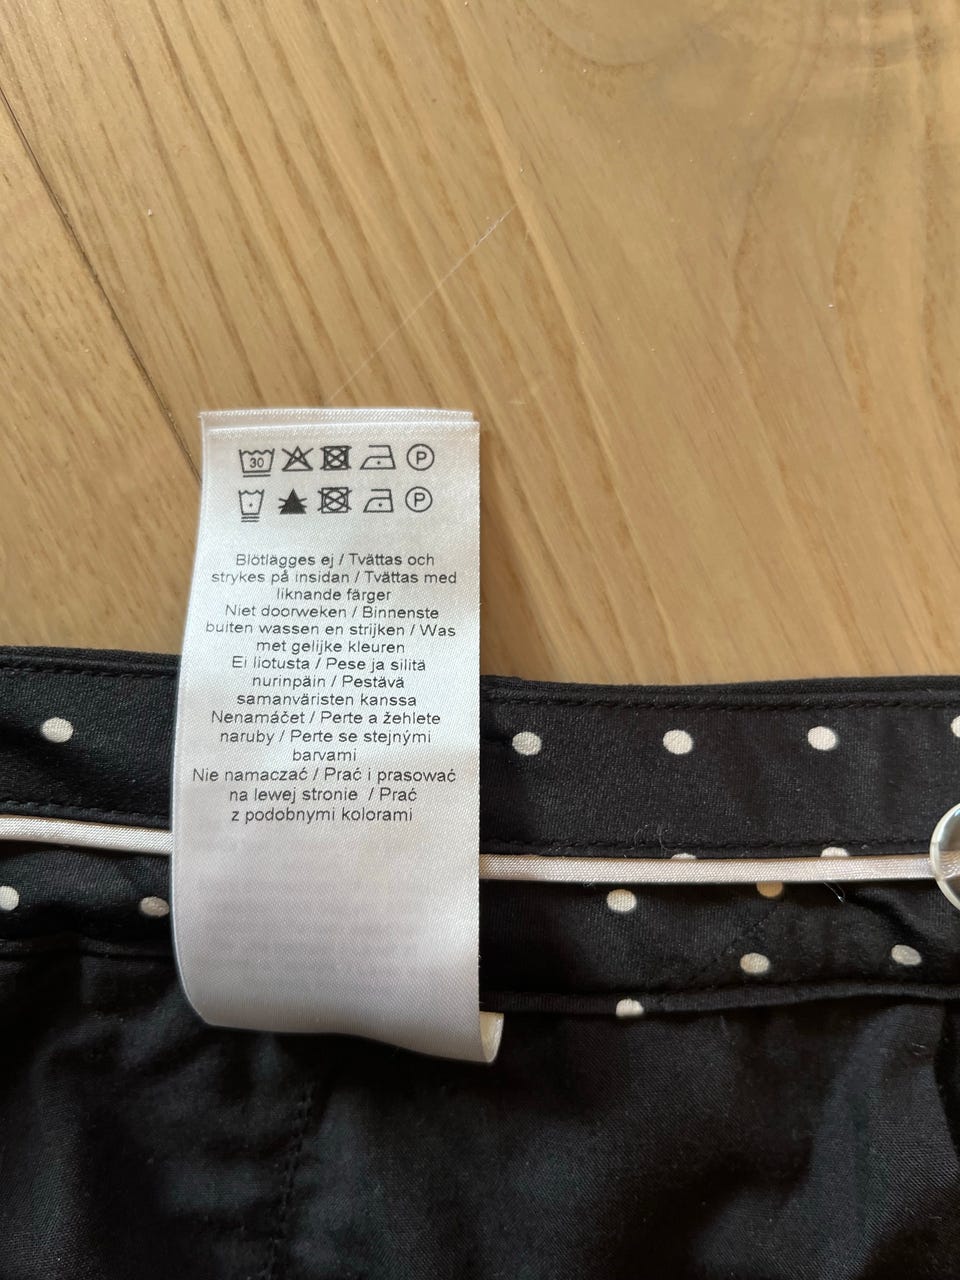 30 P
P
Blötlägges ej / Tvättas och
strykes på insidan / Tvättas med
liknande färger
Niet doorweken / Binnenste
buiten wassen en strijken / Was
met gelijke kleuren
Ei liotusta / Pese ja silitä
nurinpäin / Pestävä
samanväristen kanssa
Nenamáčet / Perte a žehlete
naruby / Perte se stejnými
barvami
Nie namaczać / Prać i prasować
na lewej stronie / Prać
z podobnymi kolorami